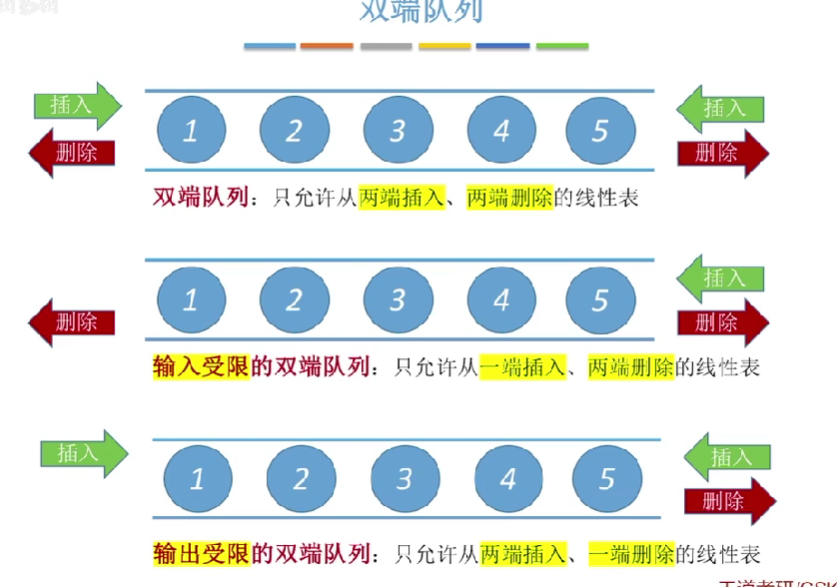 双端队列
插入 插入
1 2 3 4 5
删除 删除
双端队列：只允许从两端插入、两端删除的线性表
插入
1 2 3 4 5
删除 删除
输入受限的双端队列：只允许从一端插入、两端删除的线性表
插入 插入
1 2 3 4 5
删除
输出受限的双端队列：只允许从两端插入、一端删除的线性表
王道考研/CSK